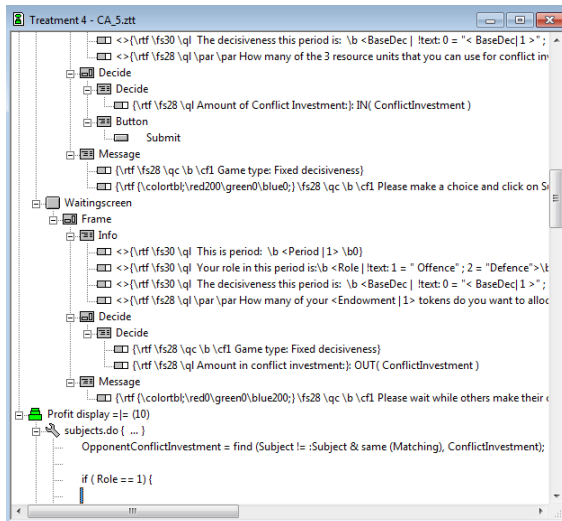 Treatment 4 - CA_5.ztt
<>{\rtf \fs30 \ql  The decisiveness this period is:  \b <BaseDec |  !text: 0 = "< BaseDec| 1 >" ;
<>{\rtf \fs28 \ql \par \par How many of the 3 resource units that you can use for conflict
Decide
Decide
{\rtf \fs28 \ql Amount of Conflict Investment:}: IN( ConflictInvestment )
Button
Submit
Message
{\rtf \fs28 \qc \b \cf1 Game type: Fixed decisiveness}
{\rtf {\colortbl;\red200\green0\blue0;} \fs28 \qc \b \cf1 Please make a choice and click on
Waitingscreen
Frame
Info
<>{\rtf \fs30 \ql  This is period:  \b <Period | 1> \b0}
<>{\rtf \fs30 \ql  Your role in this period is:\b <Role | !text: 1 = " Offence" ; 2 = "Defence">\
<>{\rtf \fs30 \ql  The decisiveness this period is:  \b <BaseDec |  !text: 0 = "< BaseDec| 1 >" ;
<>{\rtf \fs30 \ql \par \par How many of your <Endowment | 1> tokens do you want to
Decide
Decide
{\rtf \fs28 \qc \b \cf1 Game type: Fixed decisiveness}
{\rtf \fs28 \ql Amount in conflict investment:}: OUT( ConflictInvestment )
Message
{\rtf {\colortbl;\red0\green0\blue200;} \fs28 \qc \b \cf1 Please wait while others make their
Profit display =|= (10)
subjects.do { ... }
OpponentConflictInvestment = find (Subject != :Subject & same (Matching), ConflictInvestment);
if ( Role == 1) {